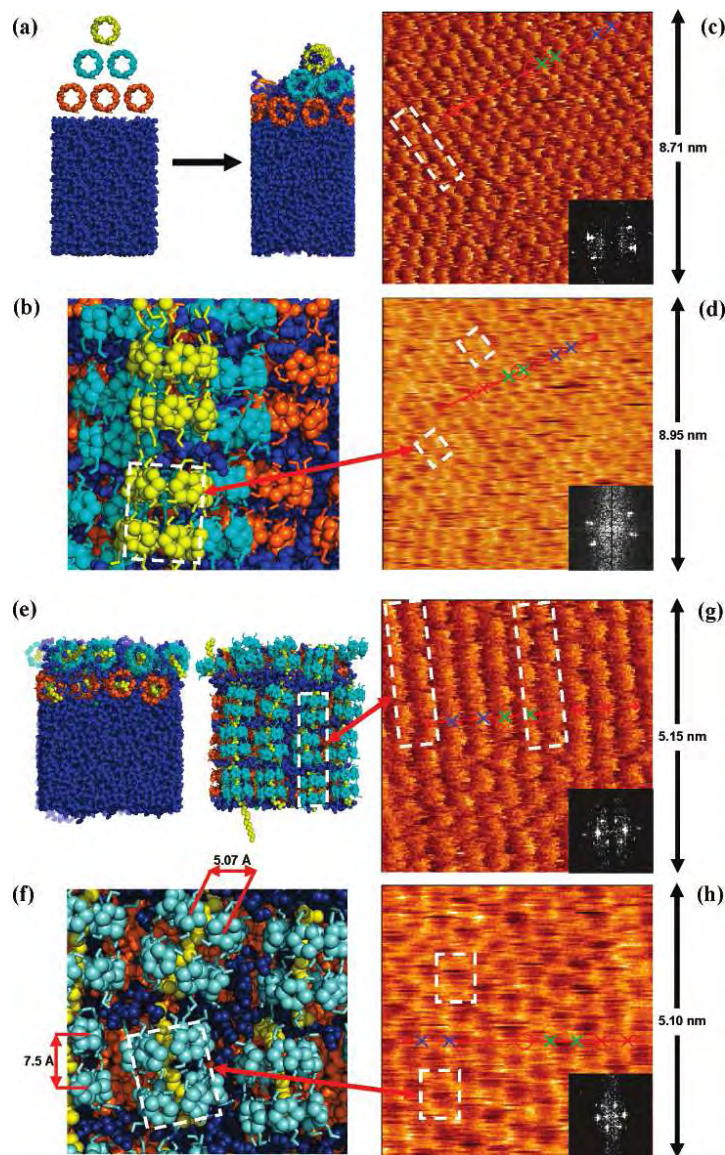 (a)
(c)
8.71 nm
(b)
(d)
8.95 nm
(e)
(g)
5.15 nm
5.07 Å
(f)
(h)
7.5 Å
5.10 nm